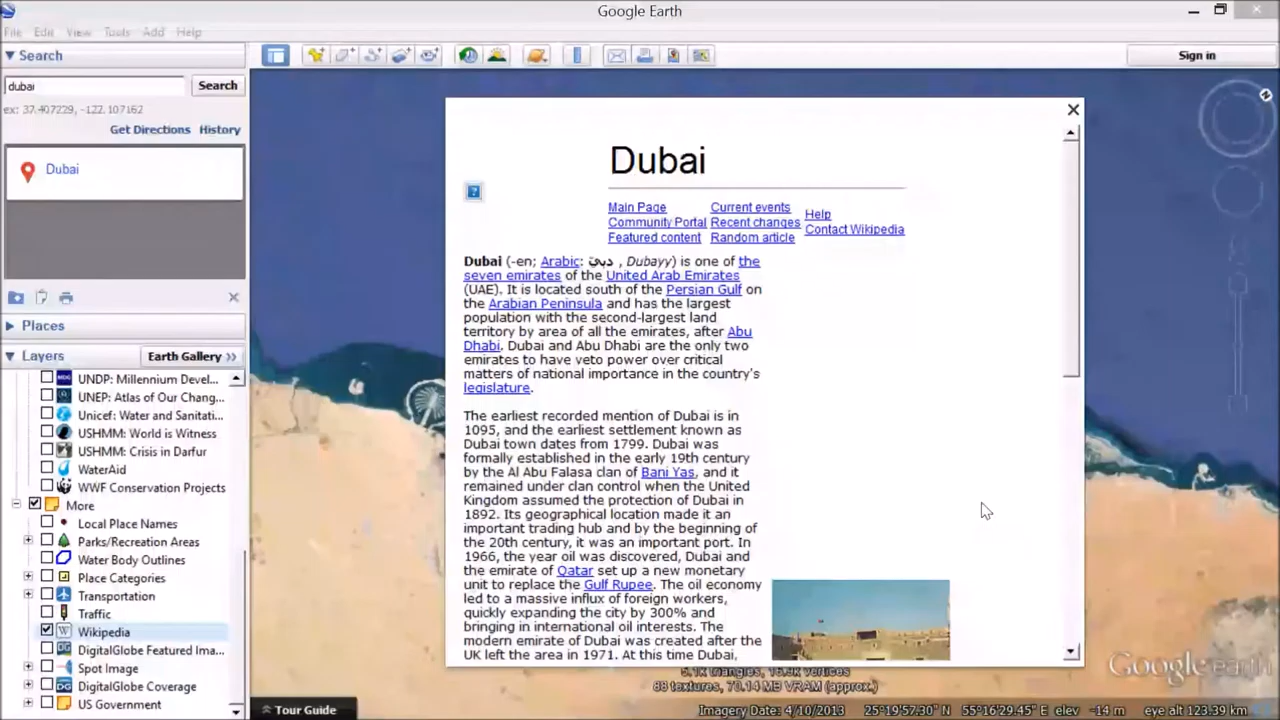 Google Earth
File Edit View Tools Add Help
Search
Sign in
dubai
Search
ex: 37.407229, -122.107162
Get Directions History
Dubai
Places
Layers
Earth Gallery >>
UNDP: Millennium Devel...
UNEP: Atlas of Our Chang...
Unicef: Water and Sanitati...
USHMM: World is Witness
USHMM: Crisis in Darfur
WaterAid
WWF Conservation Projects
More
Local Place Names
Parks/Recreation Areas
Water Body Outlines
Place Categories
Transportation
Traffic
Wikipedia
DigitalGlobe Featured Ima...
Spot Image
DigitalGlobe Coverage
US Government
Dubai
Main Page Current events Help
Community Portal Recent changes Contact Wikipedia
Featured content Random article
Dubai (-en; Arabic: دبيّ , Dubayy) is one of the
seven emirates of the United Arab Emirates
(UAE). It is located south of the Persian Gulf on
the Arabian Peninsula and has the largest
population with the second-largest land
territory by area of all the emirates, after Abu
Dhabi. Dubai and Abu Dhabi are the only two
emirates to have veto power over critical
matters of national importance in the country's
legislature.
The earliest recorded mention of Dubai is in
1095, and the earliest settlement known as
Dubai town dates from 1799. Dubai was
formally established in the early 19th century
by the Al Abu Falasa clan of Bani Yas, and it
remained under clan control when the United
Kingdom assumed the protection of Dubai in
1892. Its geographical location made it an
important trading hub and by the beginning of
the 20th century, it was an important port. In
1966, the year oil was discovered, Dubai and
the emirate of Qatar set up a new monetary
unit to replace the Gulf Rupee. The oil economy
led to a massive influx of foreign workers,
quickly expanding the city by 300% and
bringing in international oil interests. The
modern emirate of Dubai was created after the
UK left the area in 1971. At this time Dubai,
5.1k triangles, 16.9k vertices
88 textures, 70.14 MB VRAM (approx.)
Google earth
Tour Guide
Imagery Date: 4/10/2013 25°19'57.30" N 55°16'29.45" E elev -14 m eye alt 123.39 km